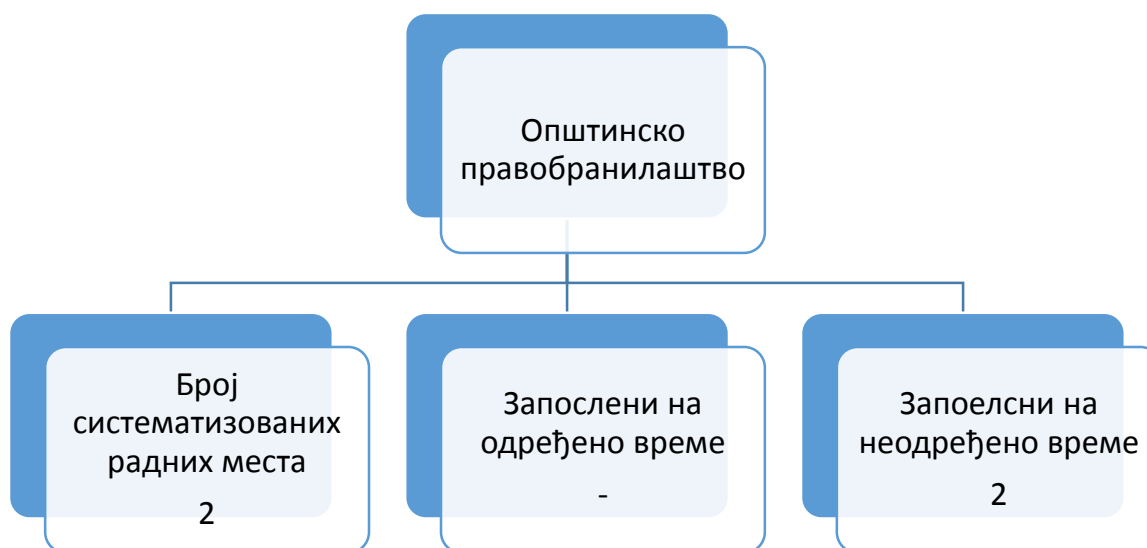 Општинско
правобранилаштво
Број
систематизованих
радних места
2
Запослени на
одређено време
-
Запоелсни на
неодређено време
2